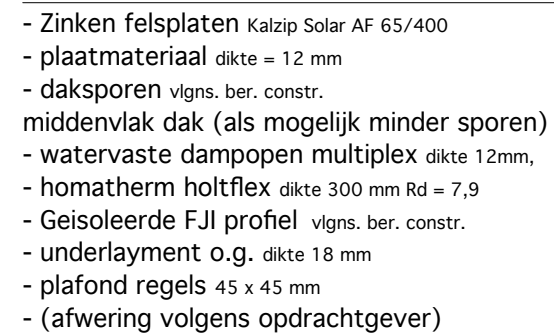 - Zinken felsplaten Kalzip Solar AF 65/400
- plaatmateriaal dikte = 12 mm
- daksporen vlgns. ber. constr.
middenvlak dak (als mogelijk minder sporen)
- watervaste dampopen multiplex dikte 12mm,
- homatherm holtflex dikte 300 mm Rd = 7,9
- Geisoleerde FJI profiel vlgns. ber. constr.
- underlayment o.g. dikte 18 mm
- plafond regels 45 x 45 mm
- (afwering volgens opdrachtgever)